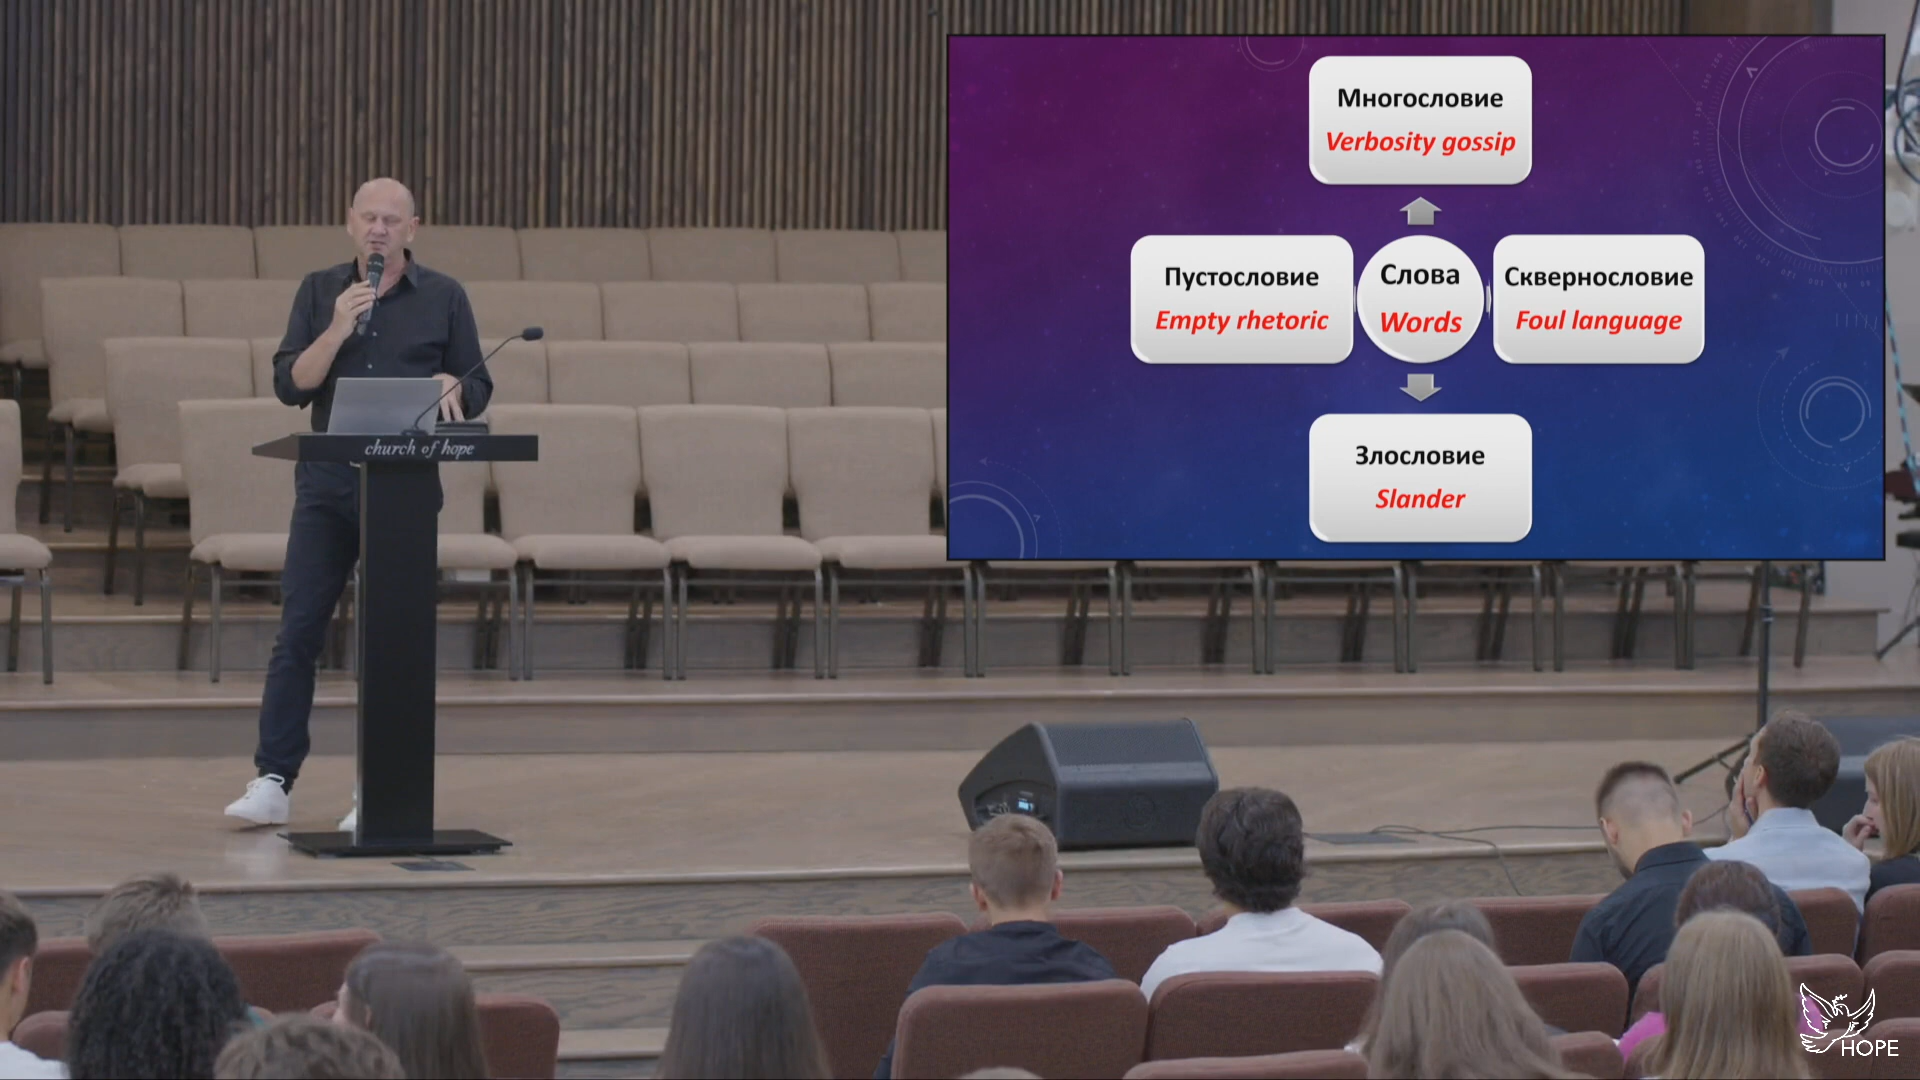 Многословие
Verbosity gossip
Пустословие
Empty rhetoric
Слова
Words
Сквернословие
Foul language
Злословие
Slander
church of hope
HOPE